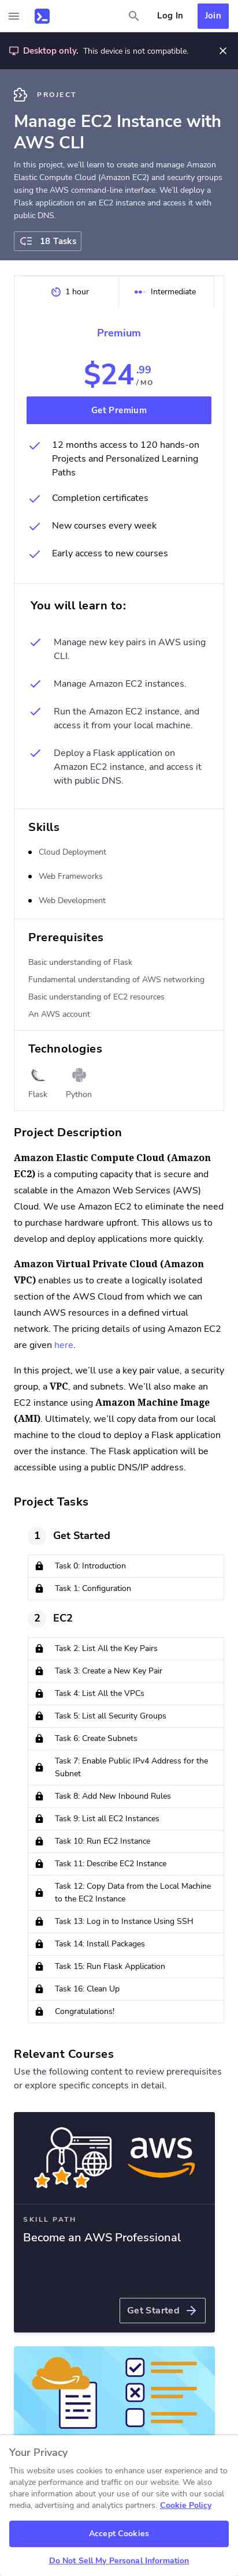 Log In
Join
Desktop only. This device is not compatible.
PROJECT
Manage EC2 Instance with
AWS CLI
In this project, we’ll learn to create and manage Amazon
Elastic Compute Cloud (Amazon EC2) and security groups
using the AWS command-line interface. We’ll deploy a
Flask application on an EC2 instance and access it with
public DNS.
18 Tasks
1 hour
Intermediate
Premium
$24.99
/ MO
Get Premium
12 months access to 120 hands-on
Projects and Personalized Learning
Paths
Completion certificates
New courses every week
Early access to new courses
You will learn to:
Manage new key pairs in AWS using
CLI.
Manage Amazon EC2 instances.
Run the Amazon EC2 instance, and
access it from your local machine.
Deploy a Flask application on
Amazon EC2 instance, and access it
with public DNS.
Skills
Cloud Deployment
Web Frameworks
Web Development
Prerequisites
Basic understanding of Flask
Fundamental understanding of AWS networking
Basic understanding of EC2 resources
An AWS account
Technologies
Flask
Python
Project Description
Amazon Elastic Compute Cloud (Amazon
EC2) is a computing capacity that is secure and
scalable in the Amazon Web Services (AWS)
Cloud. We use Amazon EC2 to eliminate the need
to purchase hardware upfront. This allows us to
develop and deploy applications more quickly.
Amazon Virtual Private Cloud (Amazon
VPC) enables us to create a logically isolated
section of the AWS Cloud from which we can
launch AWS resources in a defined virtual
network. The pricing details of using Amazon EC2
are given here.
In this project, we’ll use a key pair value, a security
group, a VPC, and subnets. We’ll also make an
EC2 instance using Amazon Machine Image
(AMI). Ultimately, we’ll copy data from our local
machine to the cloud to deploy a Flask application
over the instance. The Flask application will be
accessible using a public DNS/IP address.
Project Tasks
1 Get Started
Task 0: Introduction
Task 1: Configuration
2 EC2
Task 2: List All the Key Pairs
Task 3: Create a New Key Pair
Task 4: List All the VPCs
Task 5: List all Security Groups
Task 6: Create Subnets
Task 7: Enable Public IPv4 Address for the
Subnet
Task 8: Add New Inbound Rules
Task 9: List all EC2 Instances
Task 10: Run EC2 Instance
Task 11: Describe EC2 Instance
Task 12: Copy Data from the Local Machine
to the EC2 Instance
Task 13: Log in to Instance Using SSH
Task 14: Install Packages
Task 15: Run Flask Application
Task 16: Clean Up
Congratulations!
Relevant Courses
Use the following content to review prerequisites
or explore specific concepts in detail.
aws
SKILL PATH
Become an AWS Professional
Get Started
Your Privacy
This website uses cookies to enhance user experience and to
analyze performance and traffic on our website. We also
share information about your use of our site with our social
media, advertising and analytics partners. Cookie Policy
Accept Cookies
Do Not Sell My Personal Information